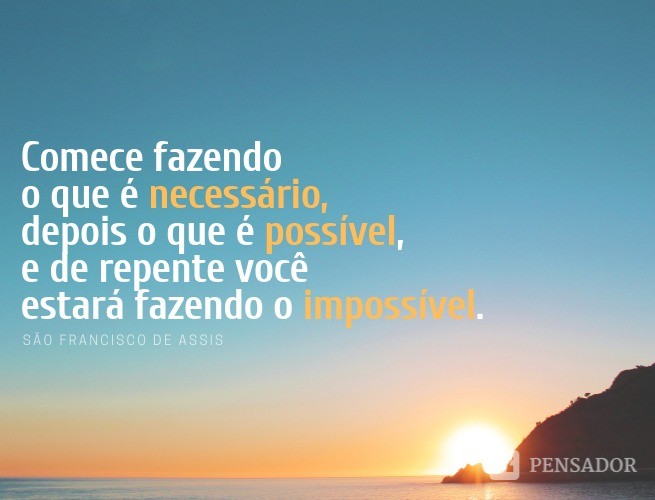 Comece fazendo
o que é necessário,
depois o que é possível,
e de repente você
estará fazendo o impossível.
SÃO FRANCISCO DE ASSIS
PENSADOR